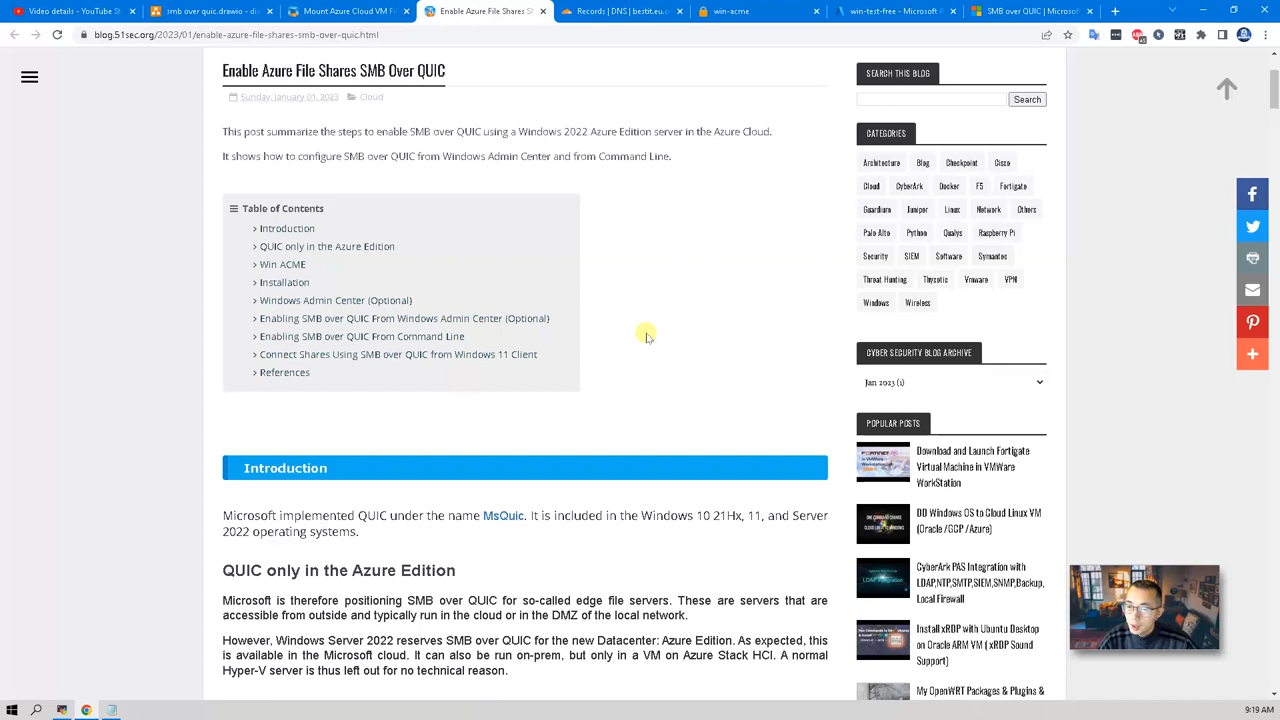 Video details - YouTube St
smb over quic.drawio - di
Mount Azure Cloud VM Fi
Enable Azure File Shares S
Records | DNS | bestit.eu.o
win-acme
win-test-free - Microsoft A
SMB over QUIC | Microso
blog.51sec.org/2023/01/enable-azure-file-shares-smb-over-quic.html
Enable Azure File Shares SMB Over QUIC
Sunday, January 01, 2023 Cloud
This post summarize the steps to enable SMB over QUIC using a Windows 2022 Azure Edition server in the Azure Cloud.
It shows how to configure SMB over QUIC from Windows Admin Center and from Command Line.
Table of Contents
Introduction
QUIC only in the Azure Edition
Win ACME
Installation
Windows Admin Center (Optional)
Enabling SMB over QUIC From Windows Admin Center (Optional)
Enabling SMB over QUIC From Command Line
Connect Shares Using SMB over QUIC from Windows 11 Client
References
Introduction
Microsoft implemented QUIC under the name MsQuic. It is included in the Windows 10 21Hx, 11, and Server
2022 operating systems.
QUIC only in the Azure Edition
Microsoft is therefore positioning SMB over QUIC for so-called edge file servers. These are servers that are
accessible from outside and typically run in the cloud or in the DMZ of the local network.
However, Windows Server 2022 reserves SMB over QUIC for the new Datacenter: Azure Edition. As expected, this
is available in the Microsoft cloud. It can also be run on-prem, but only in a VM on Azure Stack HCI. A normal
Hyper-V server is thus left out for no technical reason.
SEARCH THIS BLOG
Search
CATEGORIES
Architecture Blog Checkpoint Cisco
Cloud CyberArk Docker F5 Fortigate
Guardium Juniper Linux Network Others
Palo Alto Python Qualys Raspberry Pi
Security SIEM Software Symantec
Threat Hunting Thycotic Vmware VPN
Windows Wireless
CYBER SECURITY BLOG ARCHIVE
Jan 2023 (1)
POPULAR POSTS
Download and Launch Fortigate
Virtual Machine in VMWare
WorkStation
DD Windows OS to Cloud Linux VM
(Oracle /GCP /Azure)
CyberArk PAS Integration with
LDAP,NTP,SMTP,SIEM,SNMP,Backup,
Local Firewall
Install xRDP with Ubuntu Desktop
on Oracle ARM VM ( xRDP Sound
Support)
My OpenWRT Packages & Plugins &
9:19 AM